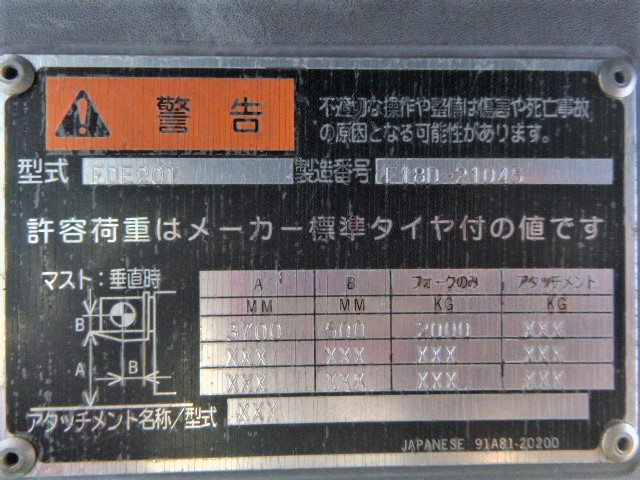 警告
不適切な操作や整備は傷害や死亡事故
の原因となる可能性があります。
型式 FDE20T 製造番号 F18D-21045
許容荷重はメーカー標準タイヤ付の値です
マスト:垂直時
A B フォークのみ アタッチメント
MM MM KG KG
3700 500 2000 XXX
XXX XXX XXX XXX
XXX XXX XXX XXX
B
A B
アタッチメント名称/型式 XXX
JAPANESE 91A81-20200